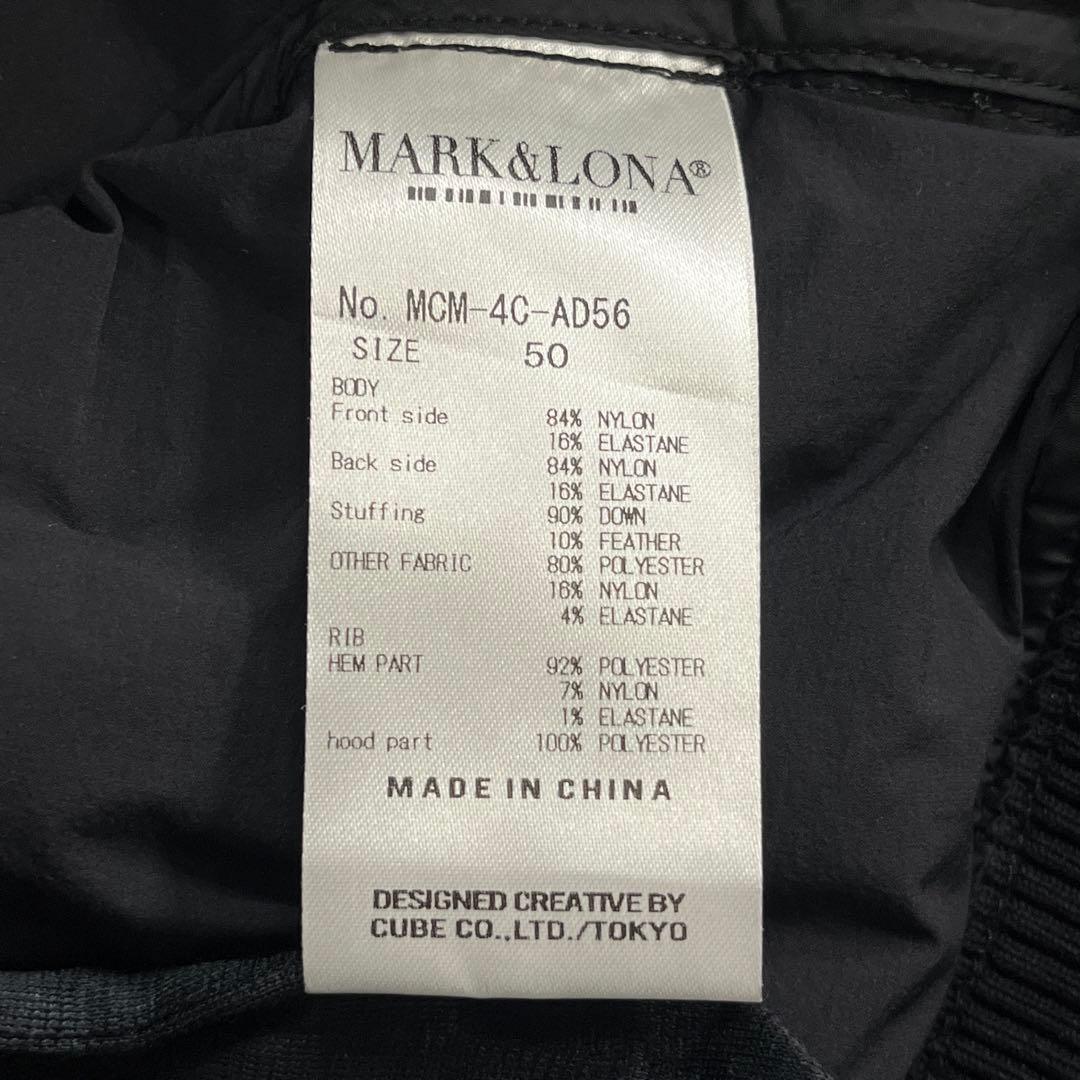 MARK&LONA®
No. MCM-4C-AD56
SIZE 50
BODY
Front side 84% NYLON
16% ELASTANE
Back side 84% NYLON
16% ELASTANE
Stuffing 90% DOWN
10% FEATHER
OTHER FABRIC 80% POLYESTER
16% NYLON
4% ELASTANE
RIB
HEM PART 92% POLYESTER
7% NYLON
1% ELASTANE
hood part 100% POLYESTER
MADE IN CHINA
DESIGNED CREATIVE BY
CUBE CO.,LTD./TOKYO